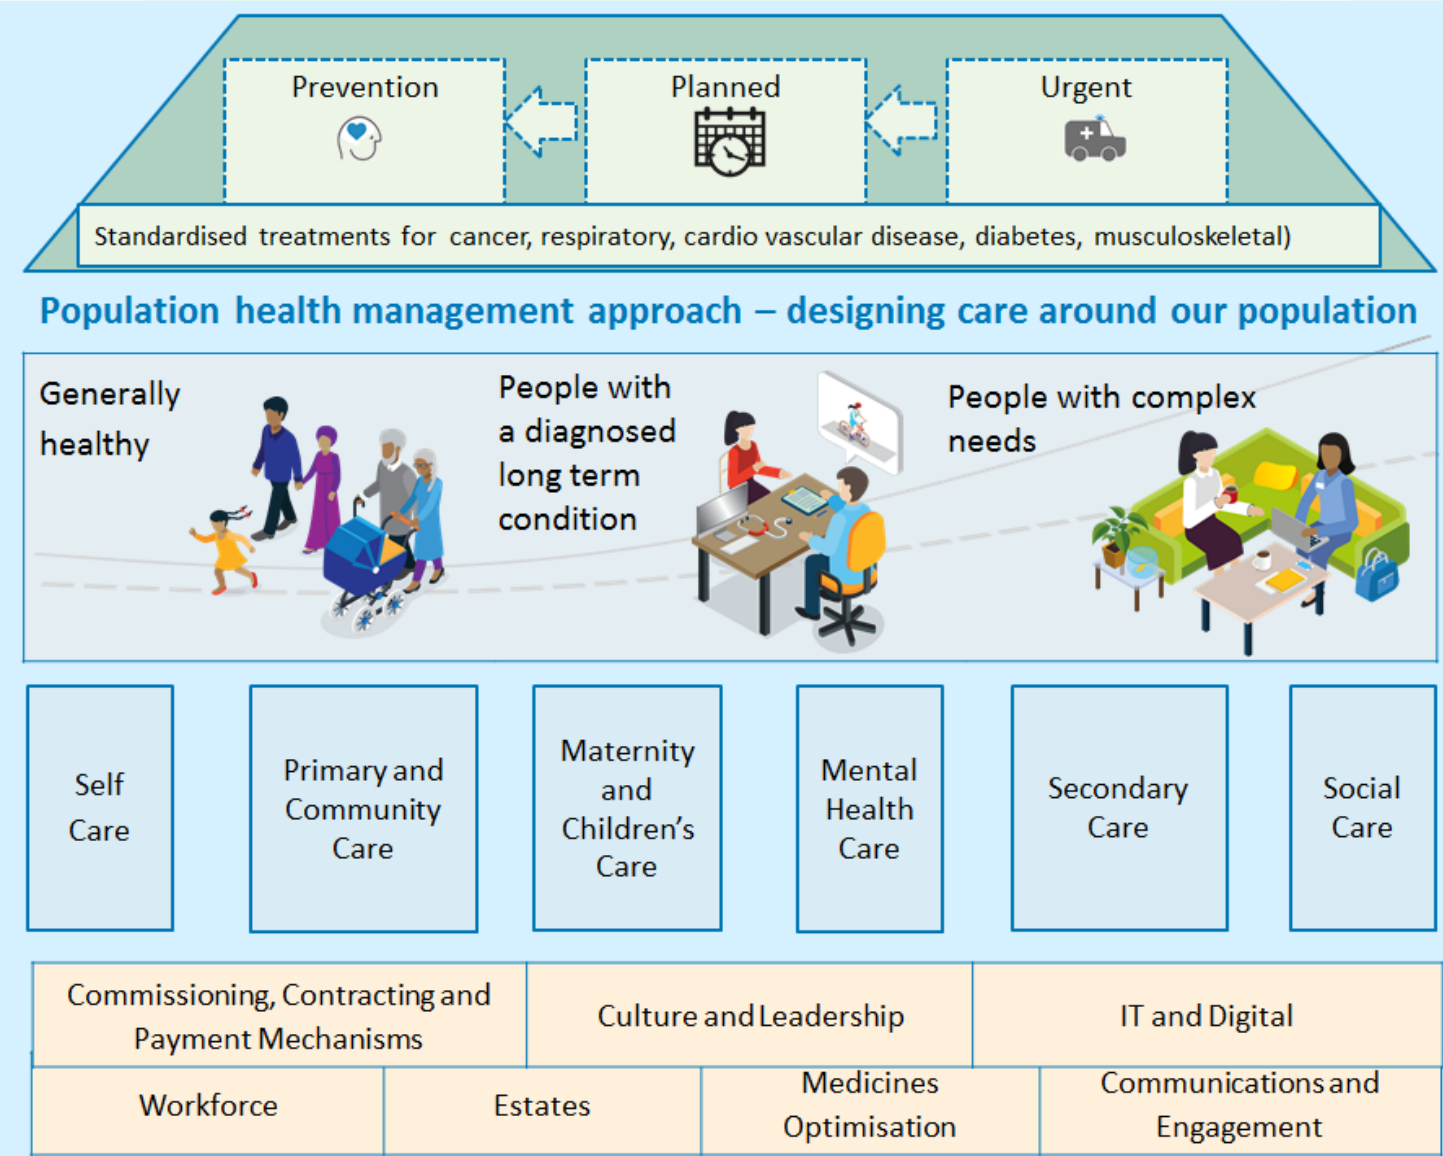 Prevention
Planned
Urgent
Standardised treatments for cancer, respiratory, cardio vascular disease, diabetes, musculoskeletal)
Population health management approach – designing care around our population
Generally
healthy
People with
a diagnosed
long term
condition
People with complex
needs
Self
Care
Primary and
Community
Care
Maternity
and
Children’s
Care
Mental
Health
Care
Secondary
Care
Social
Care
Commissioning, Contracting and
Payment Mechanisms
Culture and Leadership
IT and Digital
Workforce
Estates
Medicines
Optimisation
Communications and
Engagement